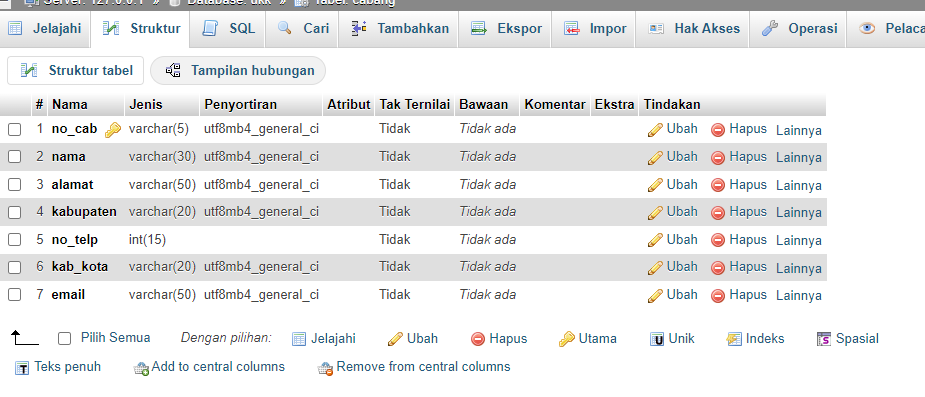 Server: 127.0.0.1 » Database: ukk » Tabel: cabang
Jelajahi Struktur SQL Cari Tambahkan Ekspor Impor Hak Akses Operasi Pelaca
Struktur tabel Tampilan hubungan
# Nama Jenis Penyortiran Atribut Tak Ternilai Bawaan Komentar Ekstra Tindakan
1 no_cab varchar(5) utf8mb4_general_ci Tidak Tidak ada Ubah Hapus Lainnya
2 nama varchar(30) utf8mb4_general_ci Tidak Tidak ada Ubah Hapus Lainnya
3 alamat varchar(50) utf8mb4_general_ci Tidak Tidak ada Ubah Hapus Lainnya
4 kabupaten varchar(20) utf8mb4_general_ci Tidak Tidak ada Ubah Hapus Lainnya
5 no_telp int(15) Tidak Tidak ada Ubah Hapus Lainnya
6 kab_kota varchar(20) utf8mb4_general_ci Tidak Tidak ada Ubah Hapus Lainnya
7 email varchar(50) utf8mb4_general_ci Tidak Tidak ada Ubah Hapus Lainnya
Pilih Semua Dengan pilihan: Jelajahi Ubah Hapus Utama Unik Indeks Spasial
Teks penuh Add to central columns Remove from central columns